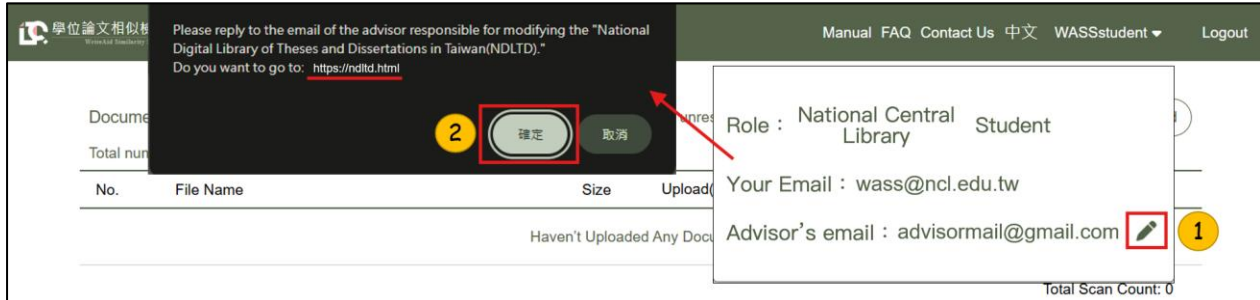 學位論文相似
Please reply to the email of the advisor responsible for modifying the "National
Digital Library of Theses and Dissertations in Taiwan(NDLTD)."
Do you want to go to: https://ndltd.html
Manual FAQ Contact Us 中文 WASSstudent Logout
2
確定 取消
Docume
unres
Total nun
No. File Name Size Upload(
Haven't Uploaded Any Docu
Role : National Central Library Student
Your Email : wass@ncl.edu.tw
Advisor's email : advisormail@gmail.com
1
Total Scan Count: 0